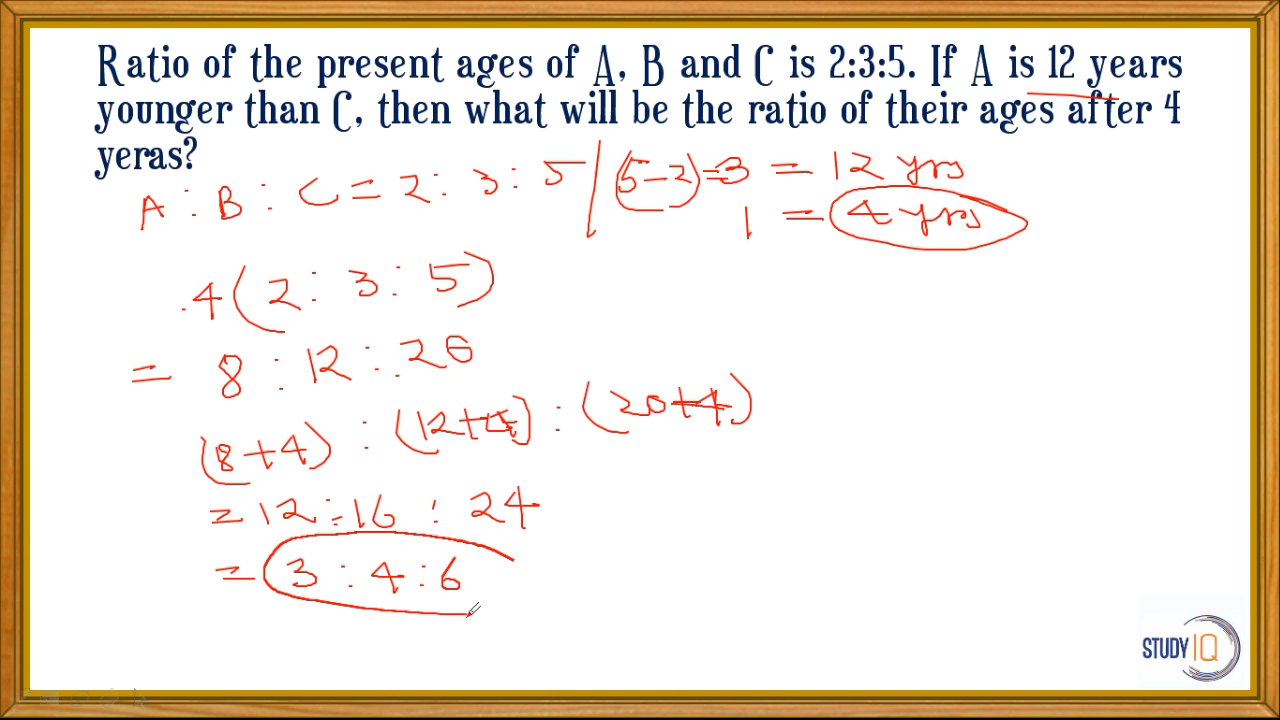 Ratio of the present ages of A, B and C is 2:3:5. If A is 12 years
younger than C, then what will be the ratio of their ages after 4
yeras?
A : B : C = 2 : 3 : 5 | (5-2) = 3 = 12 yrs
1 = 4 yrs
4 ( 2 : 3 : 5 )
= 8 : 12 : 20
(8+4) : (12+4) : (20+4)
= 12 : 16 : 24
= 3 : 4 : 6
STUDY IQ